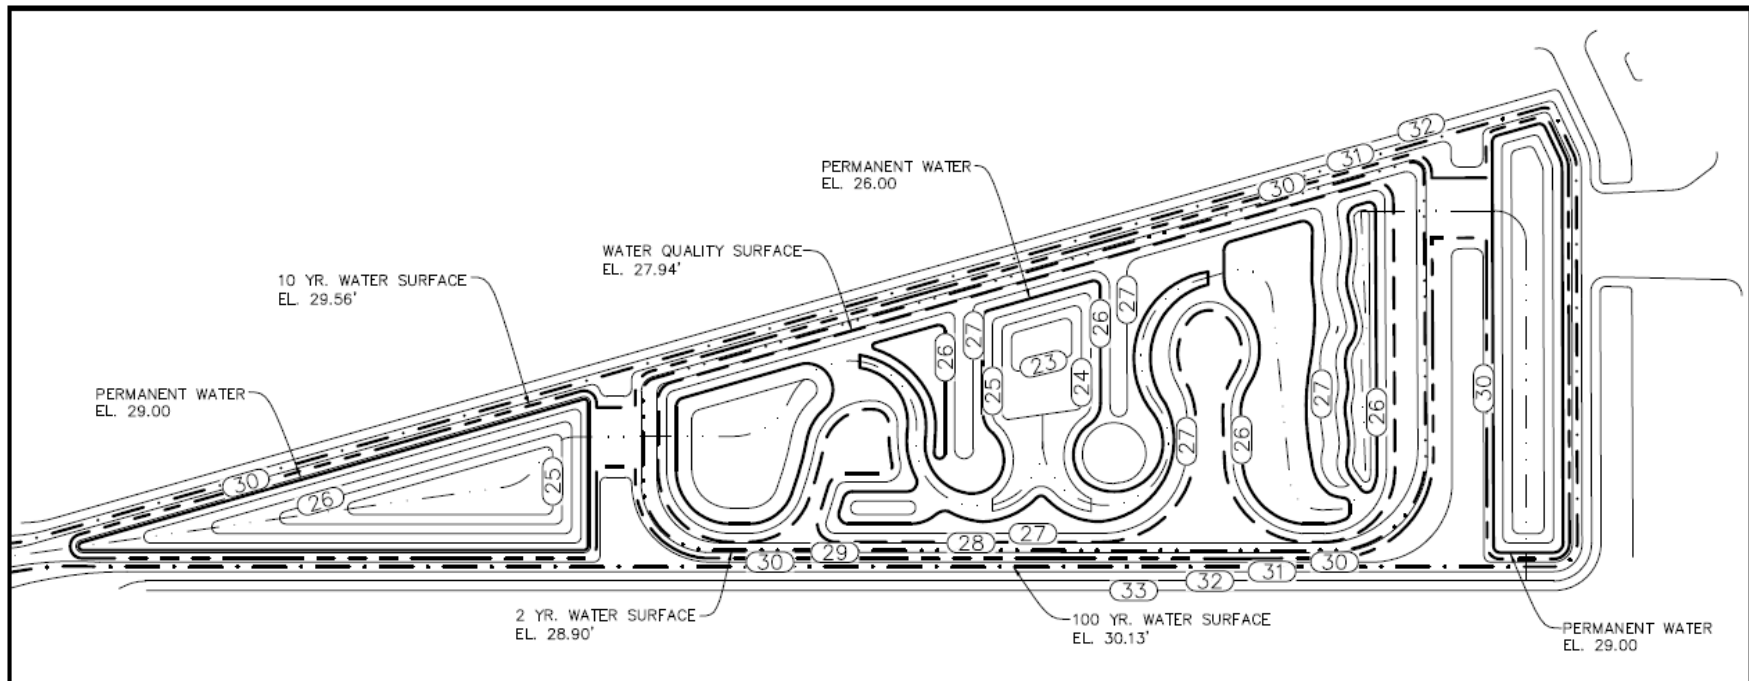 32
31
30
PERMANENT WATER
EL. 26.00
WATER QUALITY SURFACE
EL. 27.94'
10 YR. WATER SURFACE
EL. 29.56'
PERMANENT WATER
EL. 29.00
27
26
27
26
23
25
24
27
26
30
27
26
30
26
25
27
28
29
30
30
31
32
33
2 YR. WATER SURFACE
EL. 28.90'
100 YR. WATER SURFACE
EL. 30.13'
PERMANENT WATER
EL. 29.00